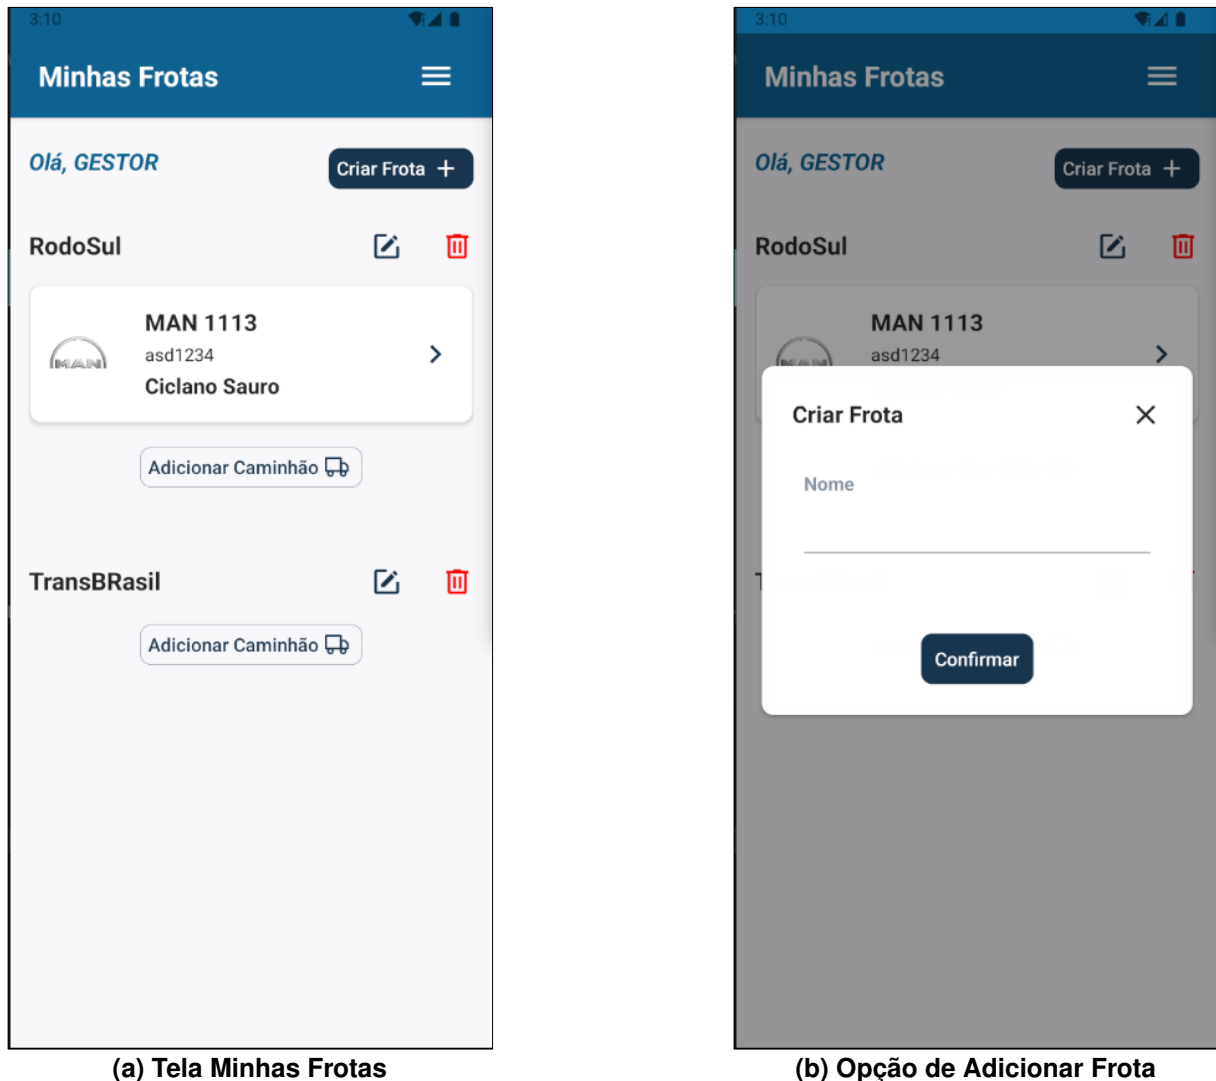 3:10
Minhas Frotas
Olá, GESTOR
Criar Frota +
RodoSul
MAN 1113
MAN
asd1234
Ciclano Sauro
Adicionar Caminhão
TransBRasil
Adicionar Caminhão
(a) Tela Minhas Frotas
3:10
Minhas Frotas
Olá, GESTOR
Criar Frota +
RodoSul
MAN 1113
MAN
asd1234
Criar Frota
Nome
Confirmar
(b) Opção de Adicionar Frota